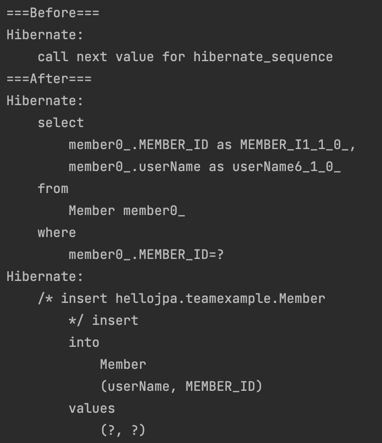 ===Before===
Hibernate:
    call next value for hibernate_sequence
===After===
Hibernate:
    select
        member0_.MEMBER_ID as MEMBER_I1_1_0_,
        member0_.userName as userName6_1_0_
    from
        Member member0_
    where
        member0_.MEMBER_ID=?
Hibernate:
    /* insert hellojpa.teamexample.Member
        */ insert
        into
            Member
            (userName, MEMBER_ID)
        values
            (?, ?)